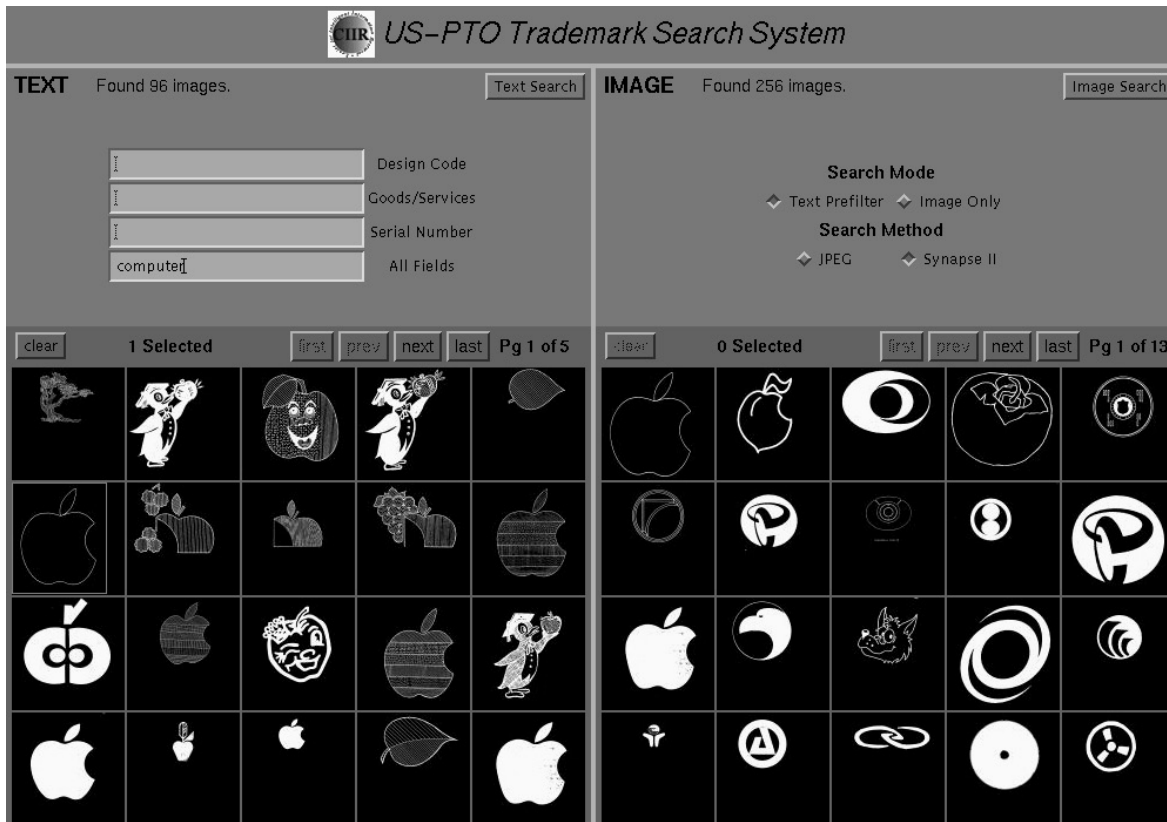 CIIR US-PTO Trademark Search System
TEXT Found 96 images. Text Search
Design Code
Goods/Services
Serial Number
computer All Fields
clear 1 Selected first prev next last Pg 1 of 5
IMAGE Found 256 images. Image Search
Search Mode
Text Prefilter Image Only
Search Method
JPEG Synapse II
clear 0 Selected first prev next last Pg 1 of 13